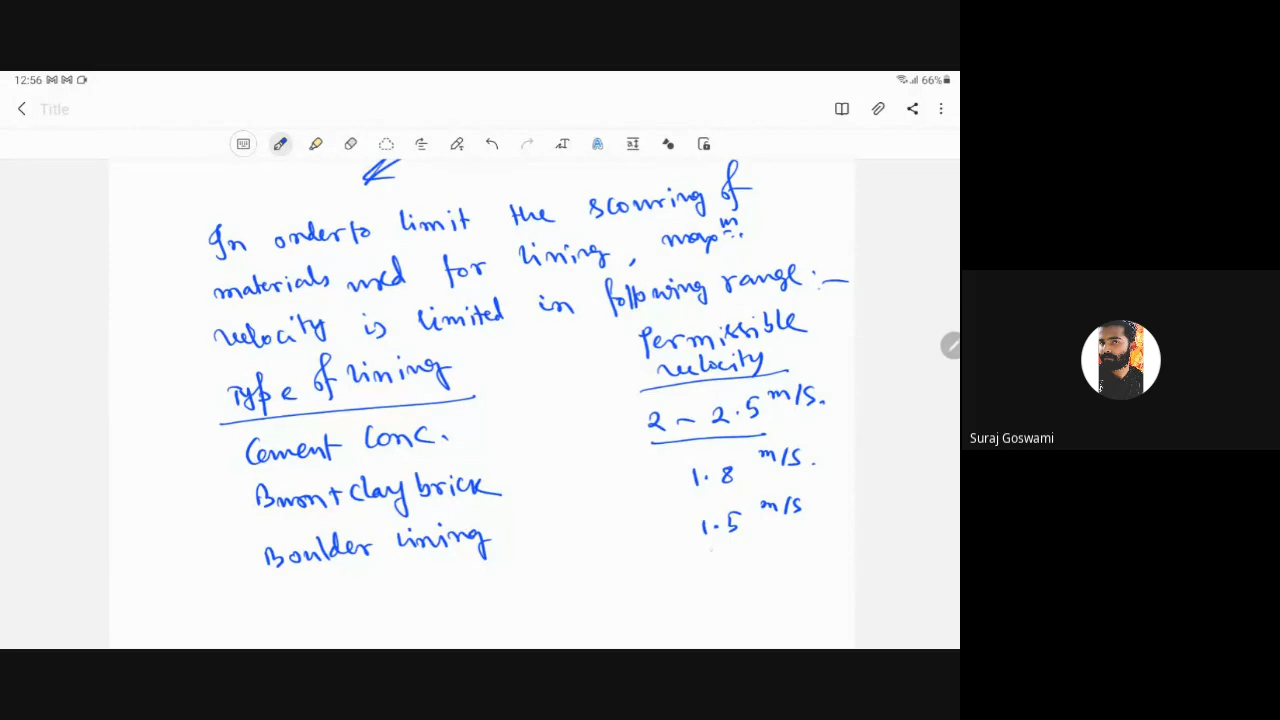 12:56
66%
Title
In order to limit the scouring of
materials used for lining, maxm.
velocity is limited in following range :-
Type of lining
Permissible
velocity
Cement Conc.
2 - 2.5 m/s.
Burnt clay brick
1.8 m/s.
Boulder lining
1.5 m/s
Suraj Goswami